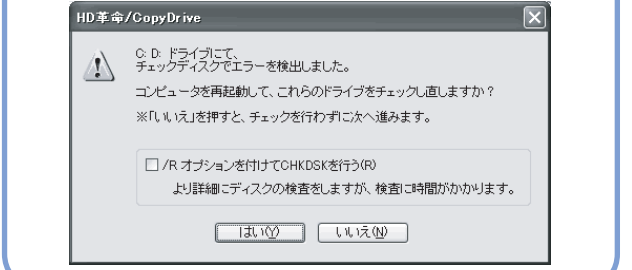 HD革命/CopyDrive
C: D: ドライブにて、
チェックディスクでエラーを検出しました。
コンピュータを再起動して、これらのドライブをチェックし直しますか?
※「いいえ」を押すと、チェックを行わずに次へ進みます。
/R オプションを付けてCHKDSKを行う(R)
より詳細にディスクの検査をしますが、検査に時間がかかります。
はい(Y) いいえ(N)